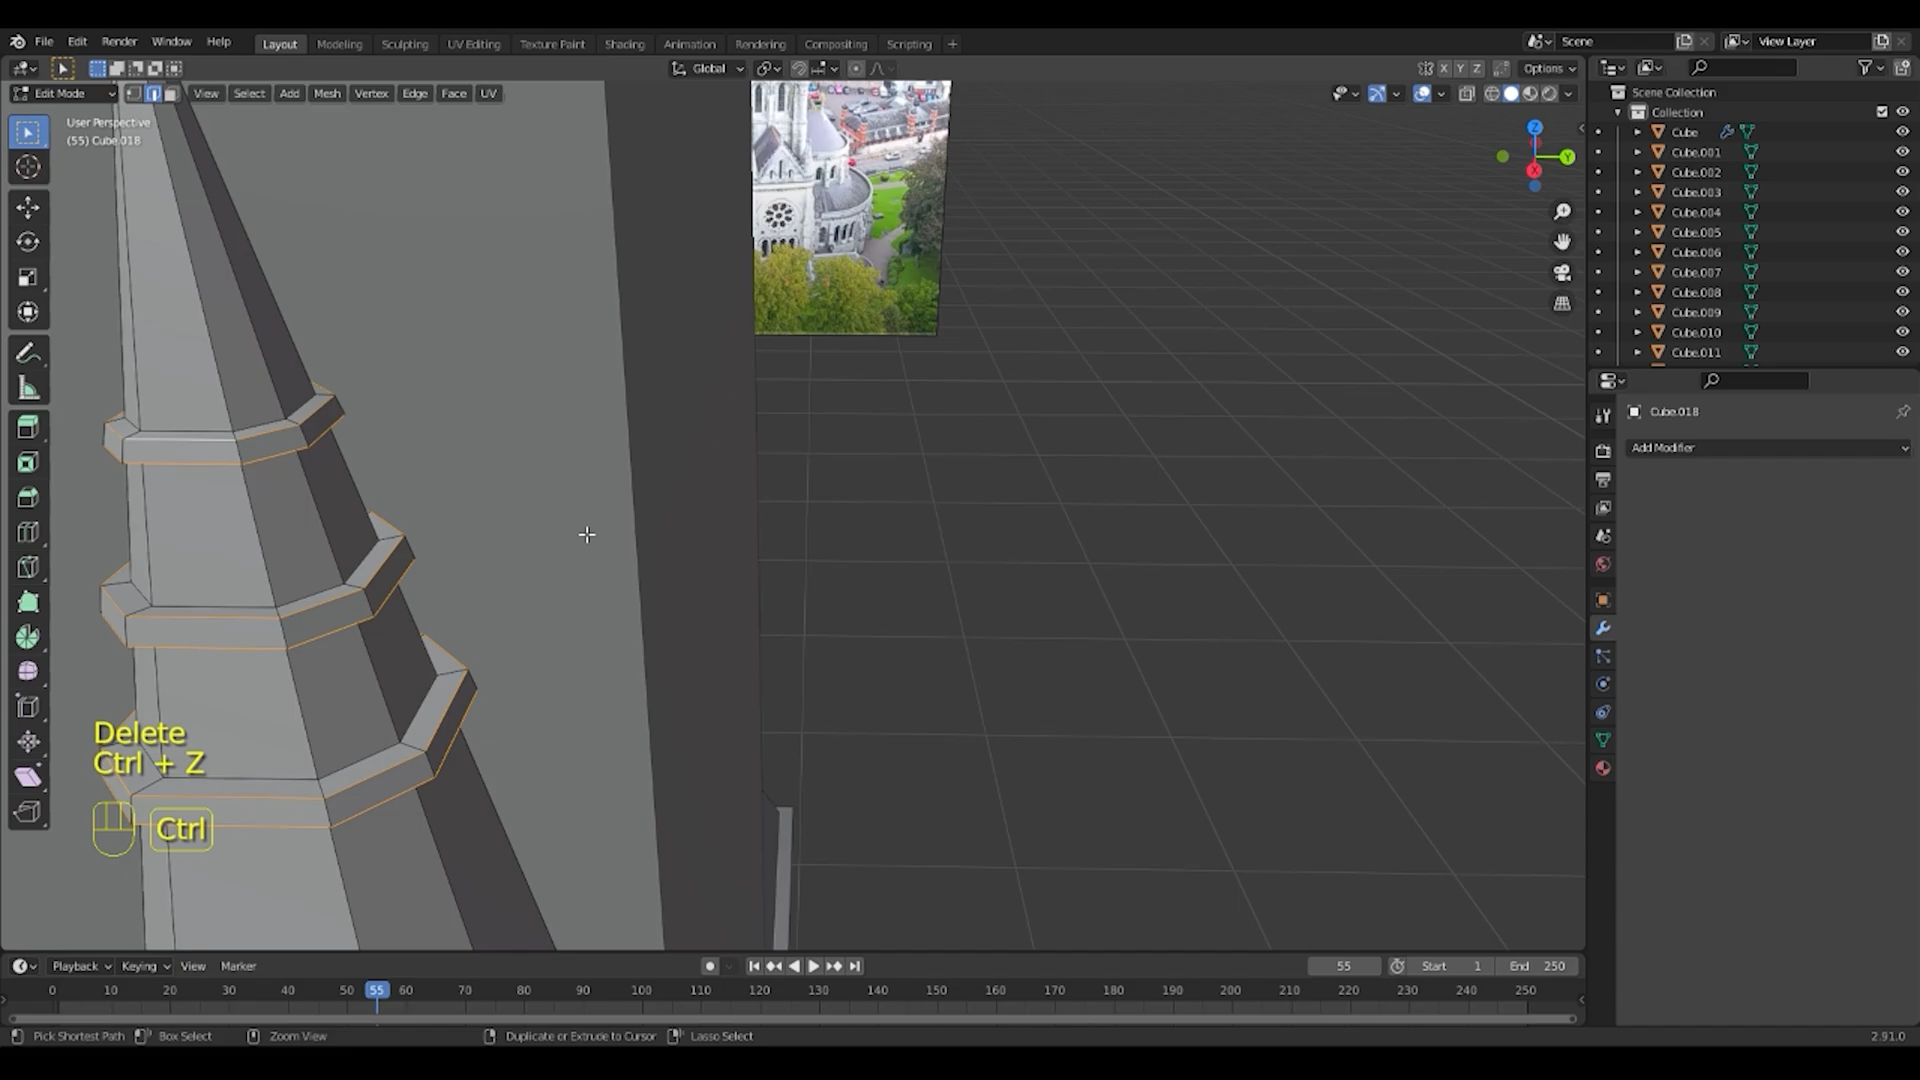 File Edit Render Window Help Layout Modeling Sculpting UV Editing Texture Paint Shading Animation Rendering Compositing Scripting + Scene View Layer
Global X Y Z Options
Edit Mode View Select Add Mesh Vertex Edge Face UV
User Perspective
(55) Cube.018
Z
Y
X
Scene Collection
Collection
Cube
Cube.001
Cube.002
Cube.003
Cube.004
Cube.005
Cube.006
Cube.007
Cube.008
Cube.009
Cube.010
Cube.011
Cube.018
Add Modifier
Delete
Ctrl + Z
Ctrl
Playback Keying View Marker 55 Start 1 End 250
0 10 20 30 40 50 55 60 70 80 90 100 110 120 130 140 150 160 170 180 190 200 210 220 230 240 250
Pick Shortest Path Box Select Zoom View Duplicate or Extrude to Cursor Lasso Select 2.91.0